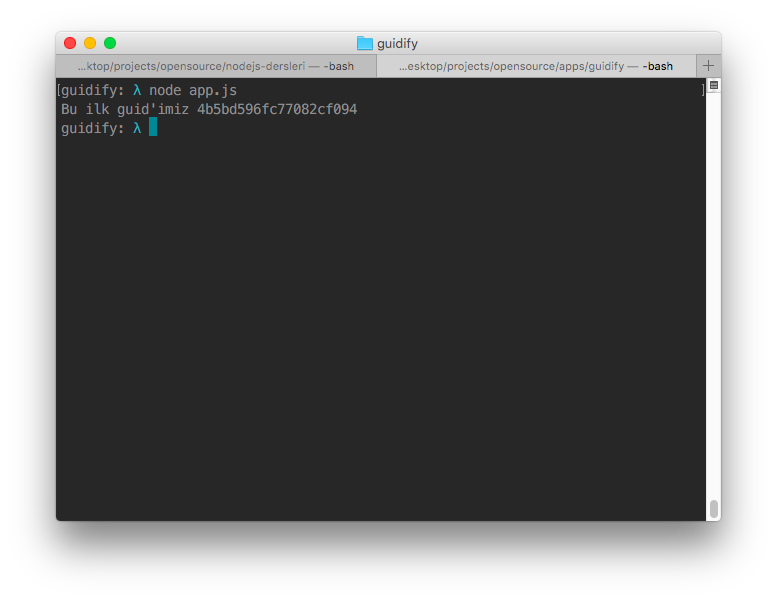 guidify
...ktop/projects/opensource/nodejs-dersleri — -bash
...esktop/projects/opensource/apps/guidify — -bash
[guidify: λ node app.js]
Bu ilk guid'imiz 4b5bd596fc77082cf094
guidify: λ